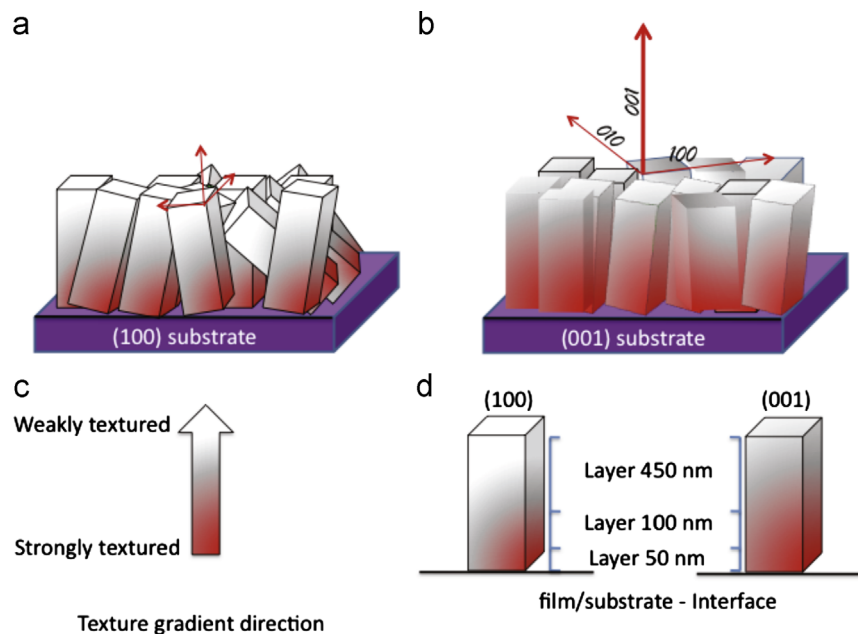 a
b
001
010
100
(100) substrate
(001) substrate
c
d
Weakly textured
Strongly textured
Texture gradient direction
(100)
(001)
Layer 450 nm
Layer 100 nm
Layer 50 nm
film/substrate - Interface